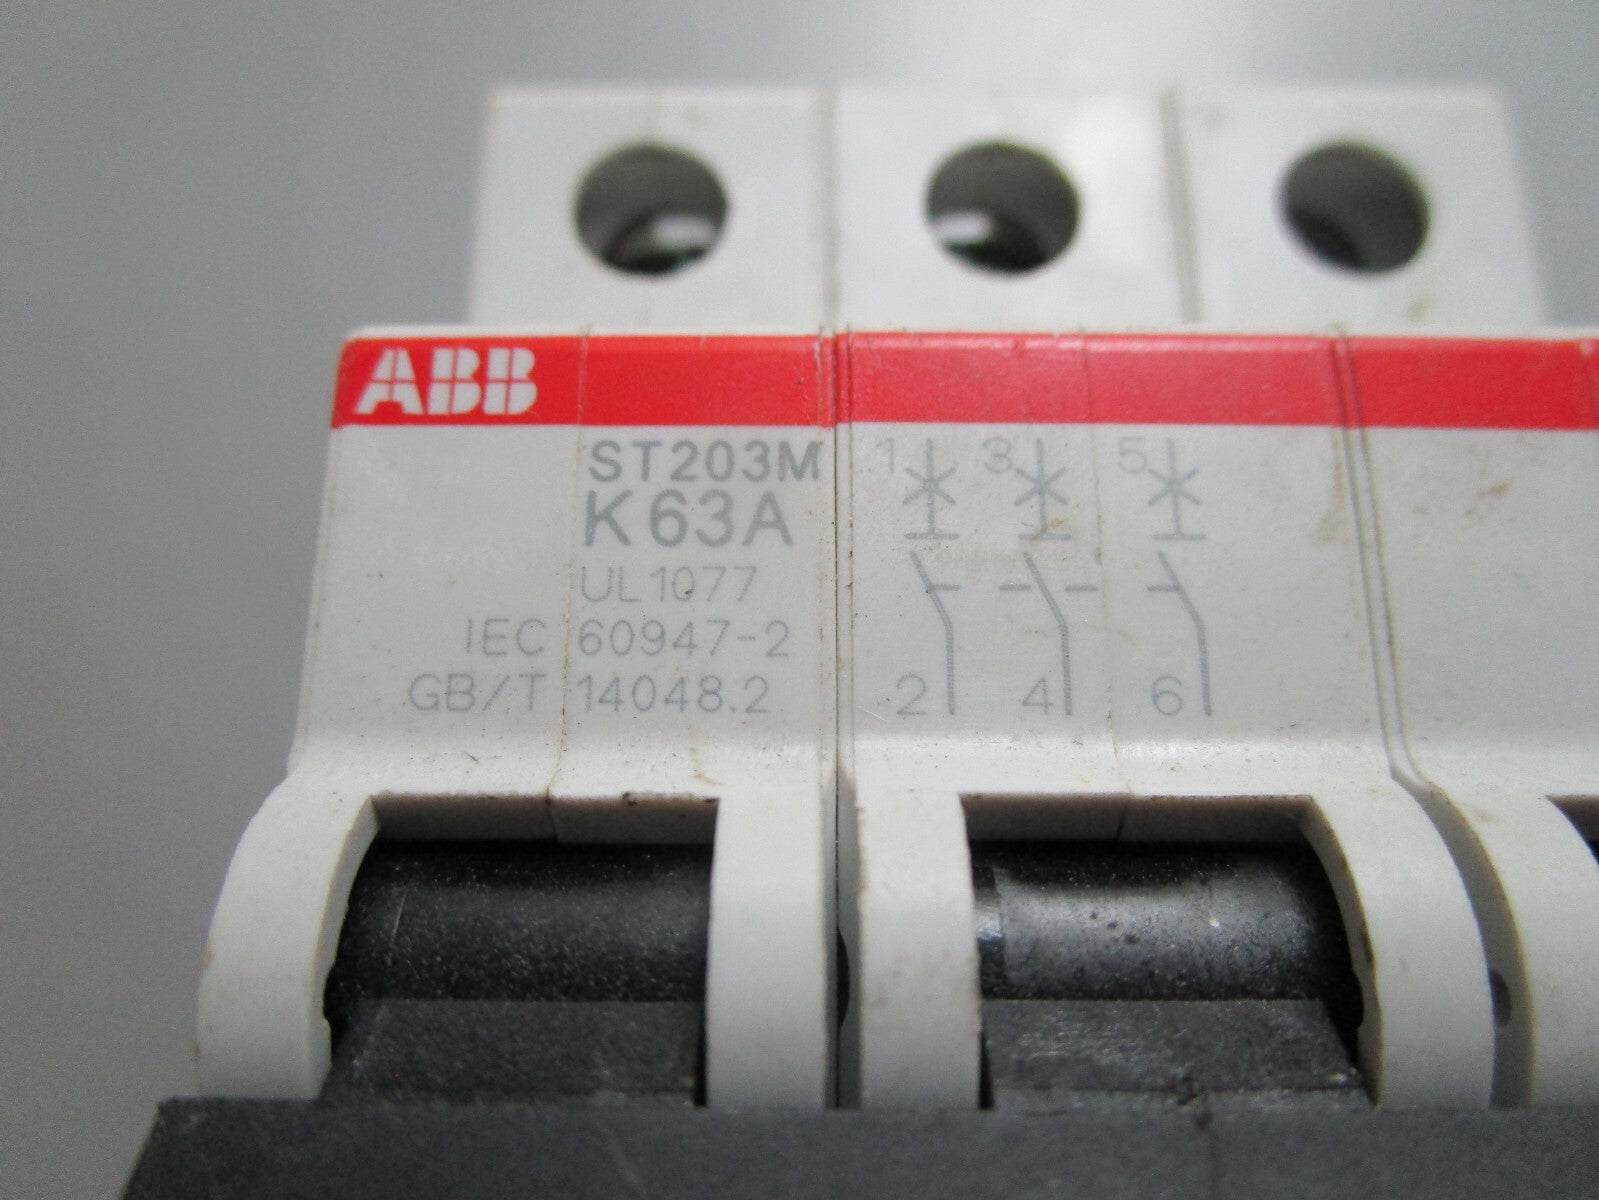 ABB
ST203M
K63A
UL1077
IEC 60947-2
GB/T 14048.2
1 3 5
2 4 6